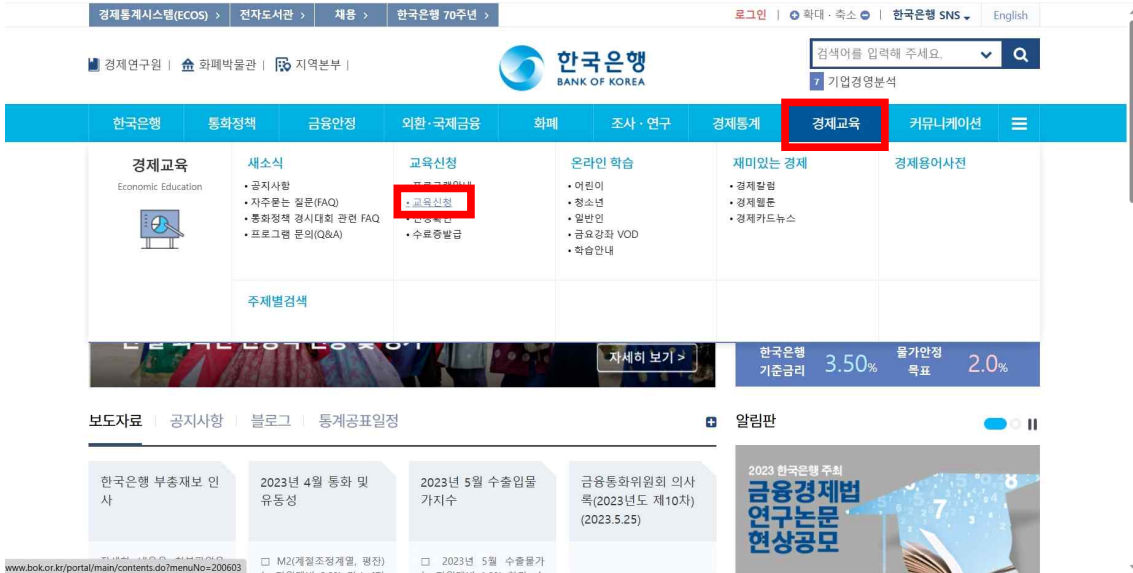 경제통계시스템(ECOS) > 전자도서관 > 채용 > 한국은행 70주년 >
로그인 | 확대 · 축소 | 한국은행 SNS English
경제연구원 | 화폐박물관 | 지역본부 |
한국은행
BANK OF KOREA
검색어를 입력해 주세요.
7 기업경영분석
한국은행 통화정책 금융안정 외환·국제금융 화폐 조사·연구 경제통계 경제교육 커뮤니케이션
경제교육
Economic Education
새소식
• 공지사항
• 자주묻는 질문(FAQ)
• 통화정책 경시대회 관련 FAQ
• 프로그램 문의(Q&A)
교육신청
• 교육신청
• 수료증발급
온라인 학습
• 어린이
• 청소년
• 일반인
• 금요강좌 VOD
• 학습안내
재미있는 경제
• 경제칼럼
• 경제웹툰
• 경제카드뉴스
경제용어사전
주제별검색
자세히 보기 >
한국은행
기준금리 3.50%
물가안정
목표 2.0%
보도자료 공지사항 블로그 통계공표일정
알림판
한국은행 부총재보 인
사
2023년 4월 통화 및
유동성
□ M2(계절조정계열, 평잔)
2023년 5월 수출입물
가지수
□ 2023년 5월 수출물가
금융통화위원회 의사
록(2023년도 제10차)
(2023.5.25)
2023 한국은행 주최
금융경제법
연구논문
현상공모
www.bok.or.kr/portal/main/contents.do?menuNo=200603